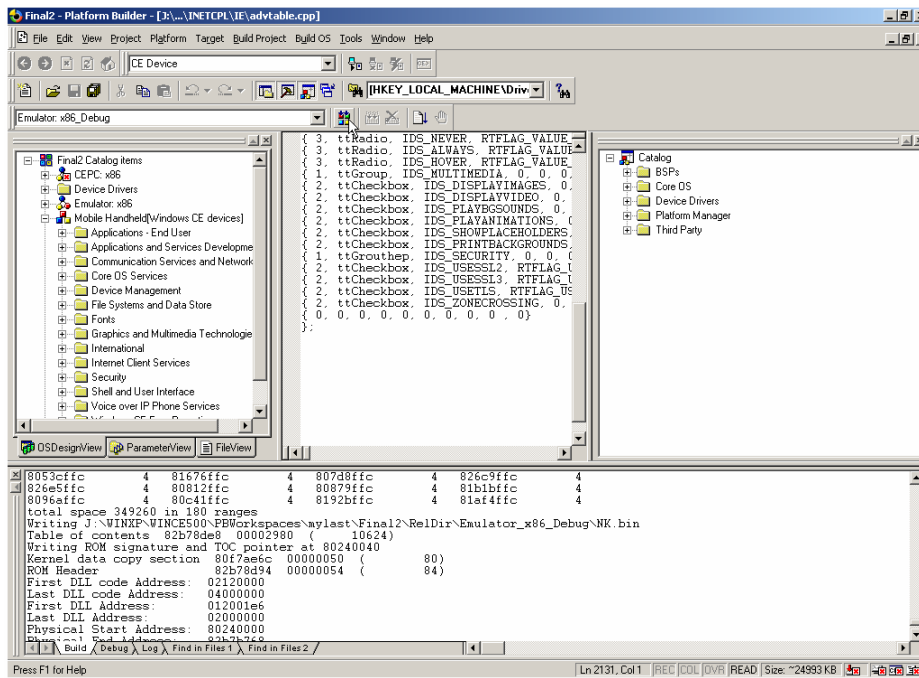 Final2 - Platform Builder - [J:\...\INETCPL\IE\advtable.cpp]
File Edit View Project Platform Target Build Project Build OS Tools Window Help
CE Device
[HKEY_LOCAL_MACHINE\Driv
Emulator: x86_Debug
Final2 Catalog items
CEPC: x86
Device Drivers
Emulator: x86
Mobile Handheld[Windows CE devices]
Applications - End User
Applications and Services Developme
Communication Services and Network
Core OS Services
Device Management
File Systems and Data Store
Fonts
Graphics and Multimedia Technologie
International
Internet Client Services
Security
Shell and User Interface
Voice over IP Phone Services
OSDesignView ParameterView FileView
{ 3, ttRadio, IDS_NEVER, RTFLAG_VALUE_
{ 3, ttRadio, IDS_ALWAYS, RTFLAG_VALUE
{ 3, ttRadio, IDS_HOVER, RTFLAG_VALUE_
{ 1, ttGroup, IDS_MULTIMEDIA, 0, 0, 0,
{ 2, ttCheckbox, IDS_DISPLAYIMAGES, 0,
{ 2, ttCheckbox, IDS_DISPLAYVIDEO, 0,
{ 2, ttCheckbox, IDS_PLAYBGSOUNDS, 0,
{ 2, ttCheckbox, IDS_PLAYANIMATIONS, 0
{ 2, ttCheckbox, IDS_SHOWPLACEHOLDERS,
{ 2, ttCheckbox, IDS_PRINTBACKGROUNDS,
{ 1, ttGrouthep, IDS_SECURITY, 0, 0, 0
{ 2, ttCheckbox, IDS_USESSL2, RTFLAG_U
{ 2, ttCheckbox, IDS_USESSL3, RTFLAG_U
{ 2, ttCheckbox, IDS_USETLS, RTFLAG_US
{ 2, ttCheckbox, IDS_ZONECROSSING, 0,
{ 0, 0, 0, 0, 0, 0, 0, 0 , 0}
};
Catalog
BSPs
Core OS
Device Drivers
Platform Manager
Third Party
8053cffc 4 81676ffc 4 807d8ffc 4 826c9ffc 4
826e5ffc 4 80812ffc 4 80879ffc 4 81b1bffc 4
8096affc 4 80c41ffc 4 8192bffc 4 81af4ffc 4
total space 349260 in 180 ranges
Writing J:\WINXP\WINCE500\PBWorkspaces\mylast\Final2\RelDir\Emulator_x86_Debug\NK.bin
Table of contents 82b78de8 00002980 ( 10624)
Writing ROM signature and TOC pointer at 80240040
Kernel data copy section 80f7ae6c 00000050 ( 80)
ROM Header 82b78d94 00000054 ( 84)
First DLL code Address: 02120000
Last DLL code Address: 04000000
First DLL Address: 012001e6
Last DLL Address: 02000000
Physical Start Address: 80240000
Physical End Address: 82b7b768
Build Debug Log Find in Files 1 Find in Files 2
Press F1 for Help
Ln 2131, Col 1 REC COL OVR READ Size: ~24993 KB